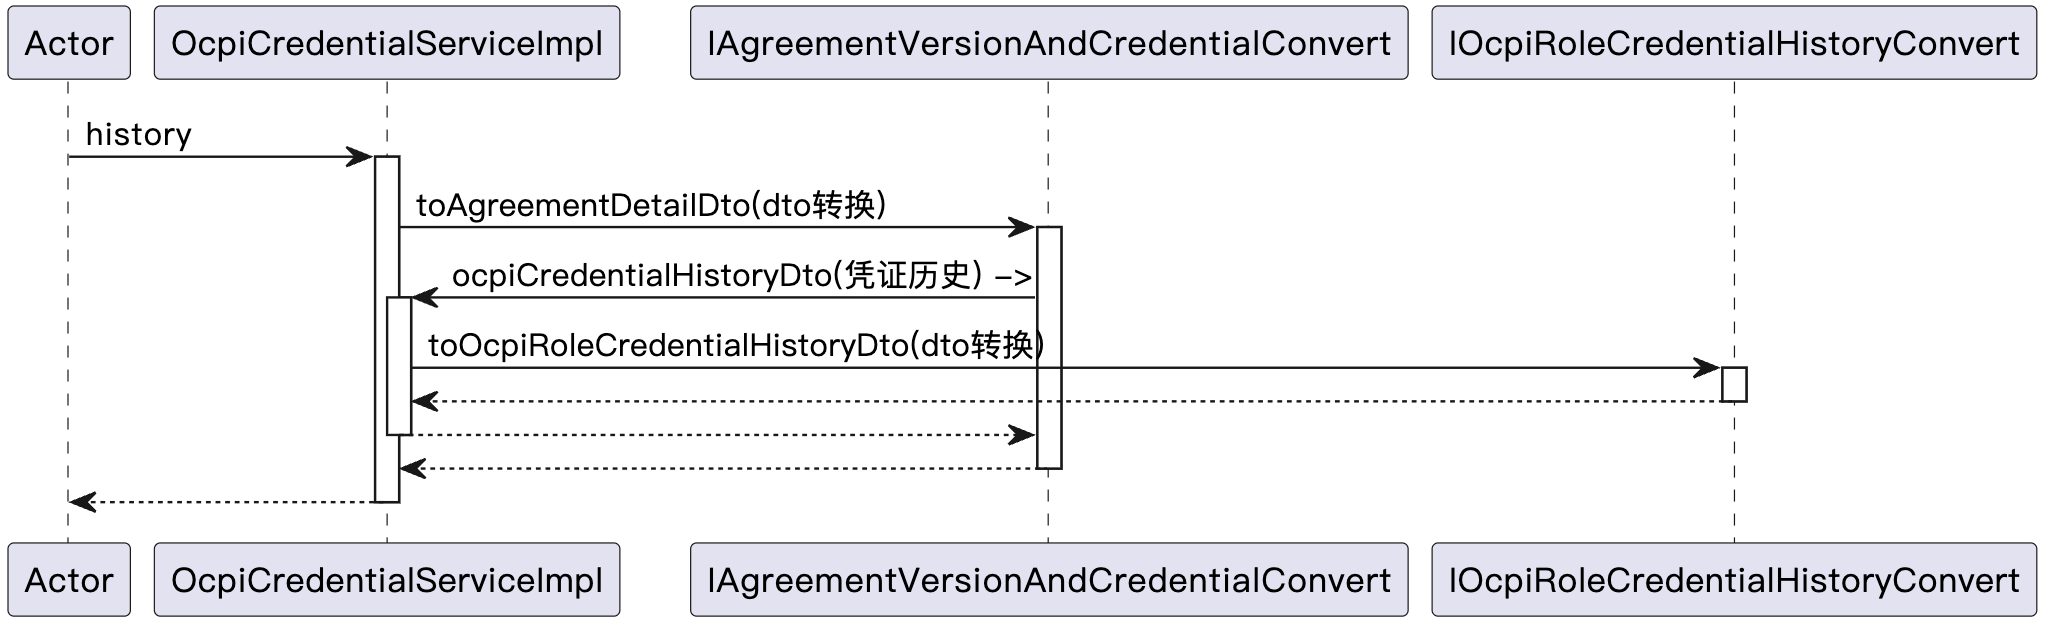 Actor
OcpiCredentialServiceImpl
IAgreementVersionAndCredentialConvert
IOcpiRoleCredentialHistoryConvert
history
toAgreementDetailDto(dto转换)
ocpiCredentialHistoryDto(凭证历史) ->
toOcpiRoleCredentialHistoryDto(dto转换)
Actor
OcpiCredentialServiceImpl
IAgreementVersionAndCredentialConvert
IOcpiRoleCredentialHistoryConvert